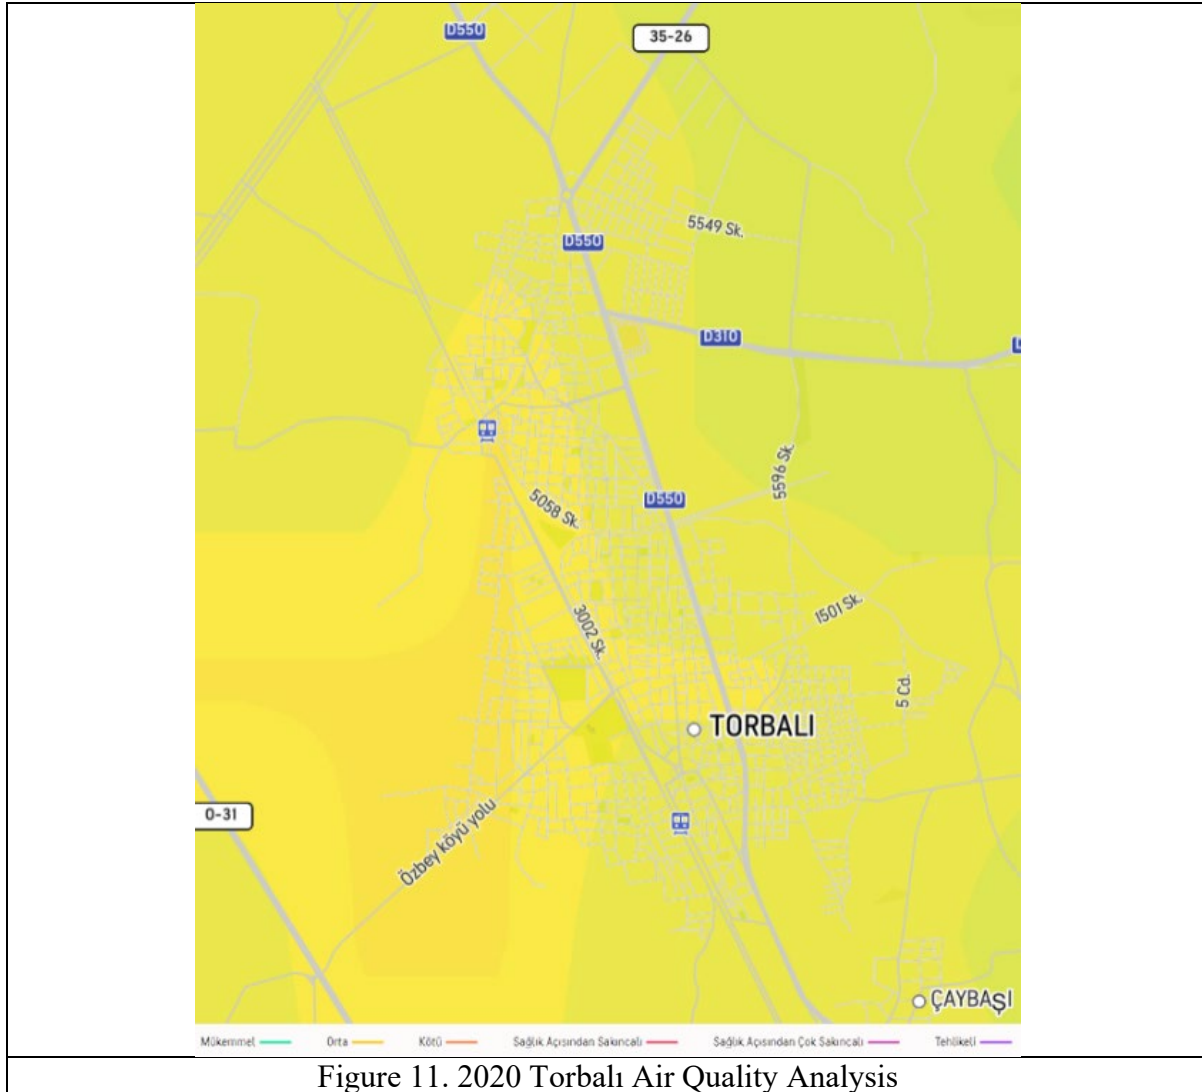 D550
35-26
5549 Sk.
D550
D310
5596 Sk.
D550
5058 Sk.
1501 Sk.
3002 Sk.
5 Cd.
TORBALI
0-31
Özbey köyü yolu
ÇAYBAŞI
Mükemmel Orta Kötü Sağlık Açısından Sakıncalı Sağlık Açısından Çok Sakıncalı Tehlikeli
Figure 11. 2020 Torbalı Air Quality Analysis